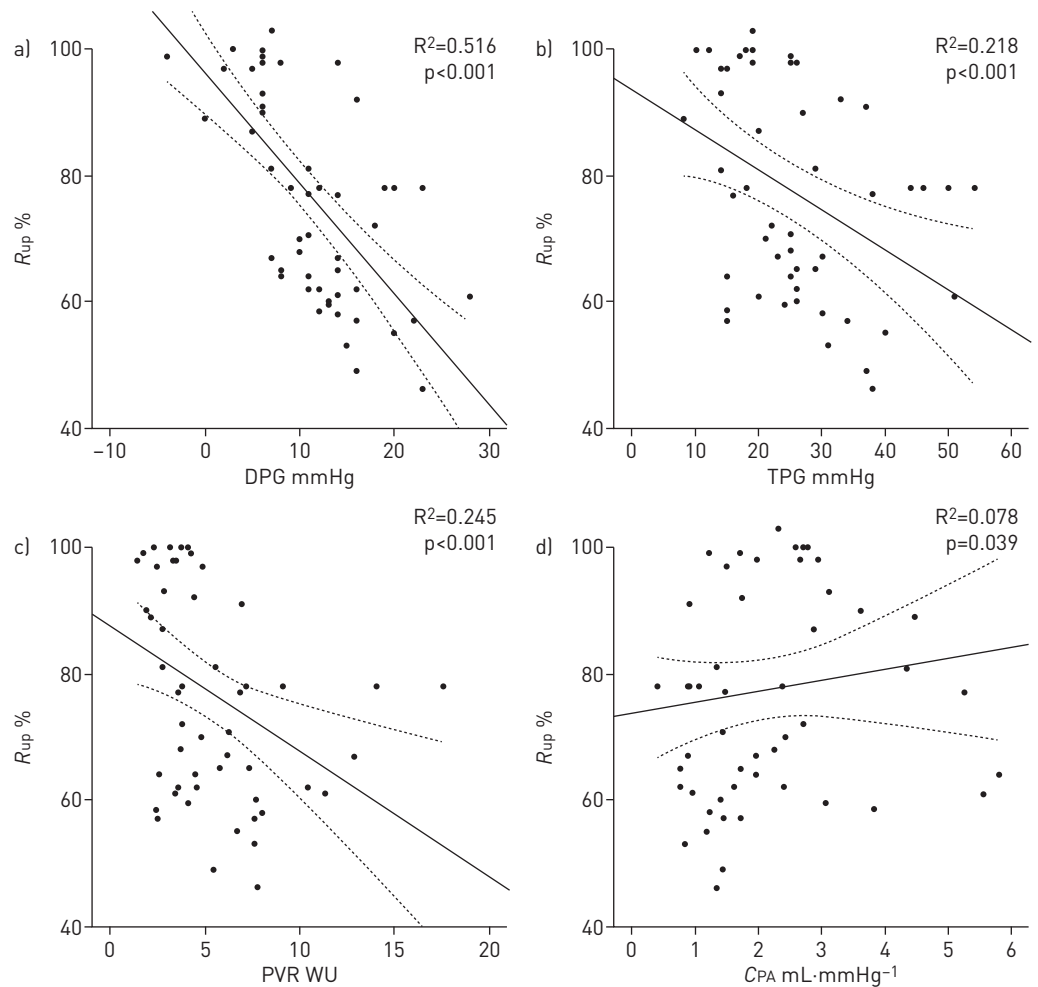 a)
R²=0.516
p<0.001
100
80
60
40
Rup %
−10 0 10 20 30
DPG mmHg
b)
R²=0.218
p<0.001
100
80
60
40
Rup %
0 10 20 30 40 50 60
TPG mmHg
c)
R²=0.245
p<0.001
100
80
60
40
Rup %
0 5 10 15 20
PVR WU
d)
R²=0.078
p=0.039
100
80
60
40
Rup %
0 1 2 3 4 5 6
CPA mL·mmHg⁻¹